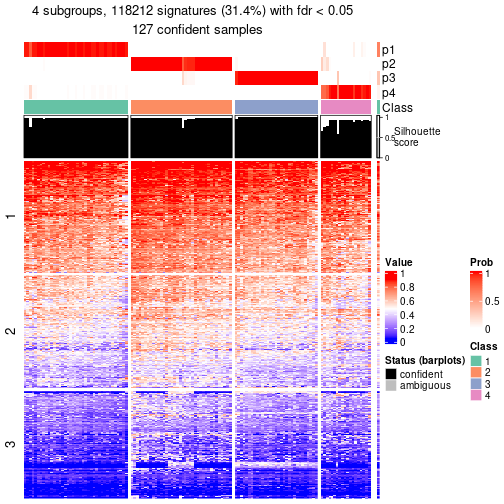 4 subgroups, 118212 signatures (31.4%) with fdr < 0.05
127 confident samples
p1
p2
p3
p4
Class
1
0.5
0
Silhouette
score
1
2
3
Value
1
0.8
0.6
0.4
0.2
0
Prob
1
0.5
0
Status (barplots)
confident
ambiguous
Class
1
2
3
4